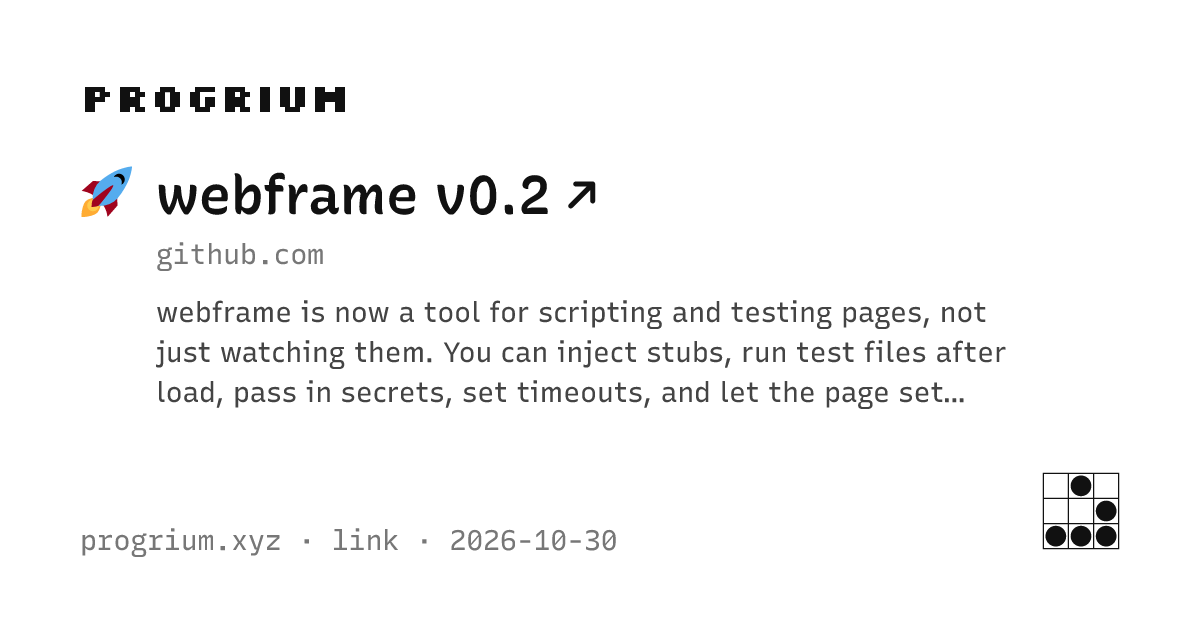 PROGRIUM
🚀 webframe v0.2 ↗
github.com
webframe is now a tool for scripting and testing pages, not
just watching them. You can inject stubs, run test files after
load, pass in secrets, set timeouts, and let the page set...
progrium.xyz · link · 2026-10-30